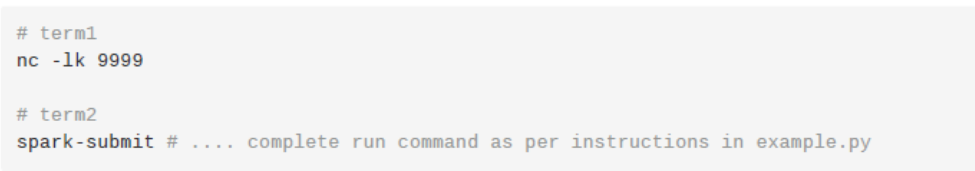 # term1
nc -lk 9999
# term2
spark-submit # .... complete run command as per instructions in example.py